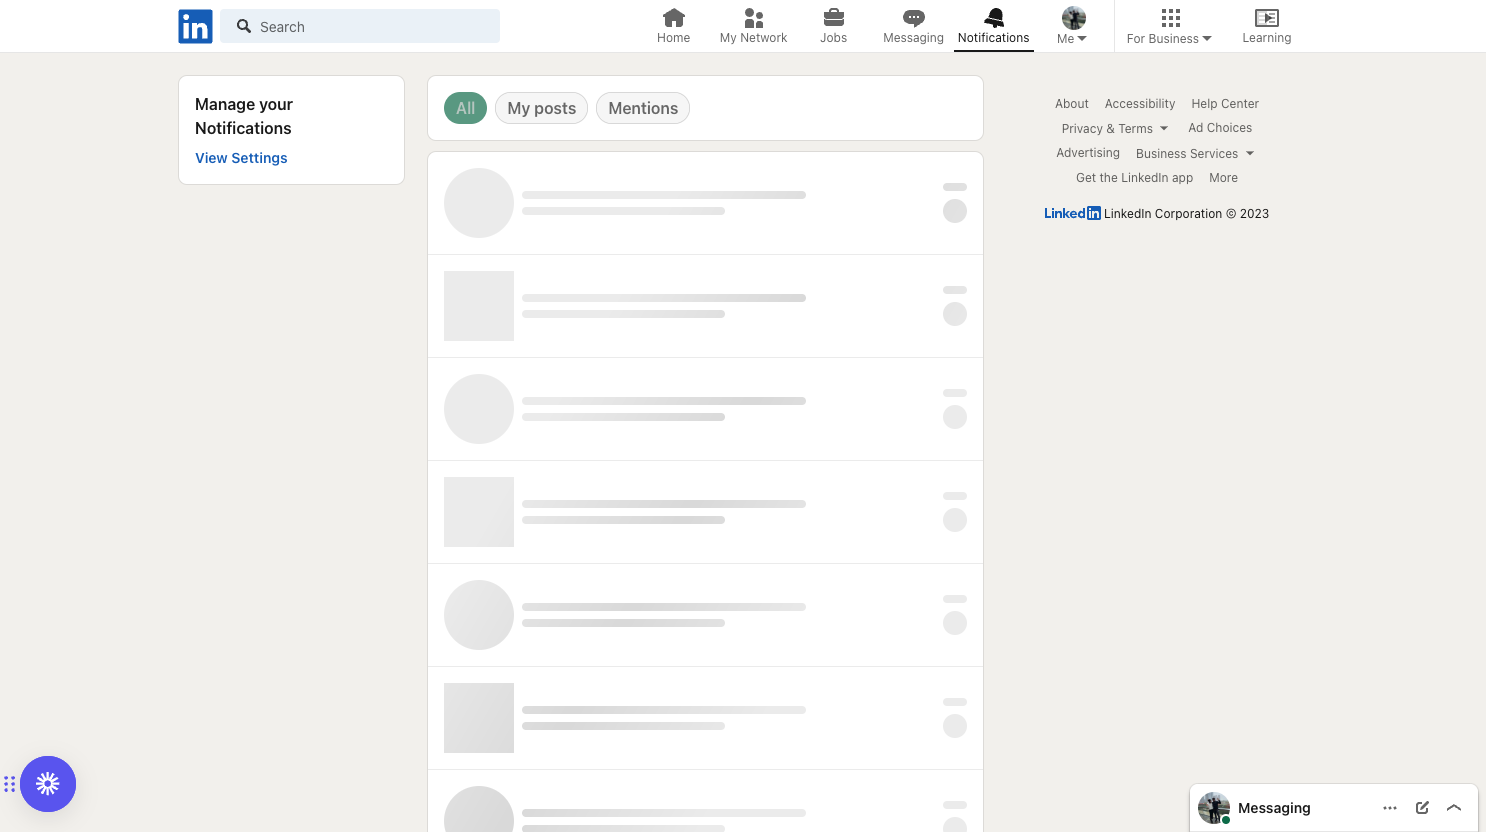 in
Search
Home
My Network
Jobs
Messaging
Notifications
Me
For Business
Learning
Manage your
Notifications
View Settings
All
My posts
Mentions
About Accessibility Help Center
Privacy & Terms Ad Choices
Advertising Business Services
Get the LinkedIn app More
LinkedIn LinkedIn Corporation © 2023
Messaging